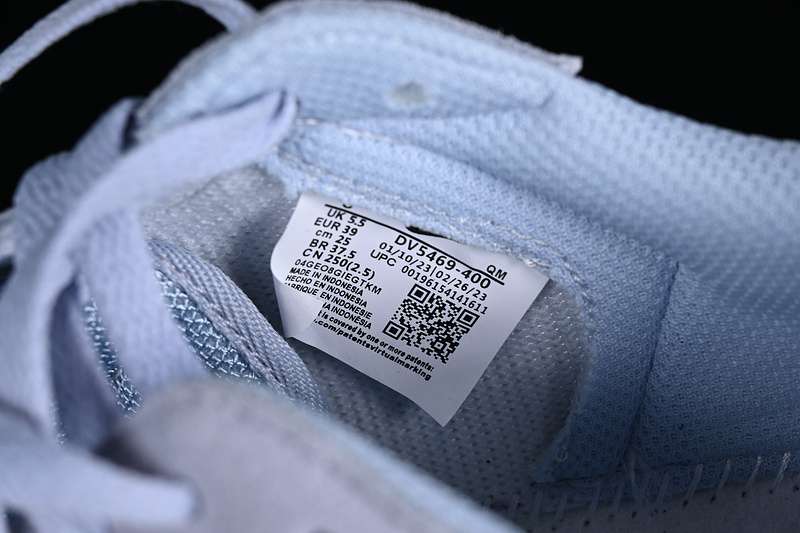 UK 5.5
EUR 39
cm 25
BR 37.5
CN 250(2.5)
DV5469-400
QM
01/10/23|02/26/23
UPC 00196154141611
04GEO8GIEGTKM
MADE IN INDONESIA
HECHO EN INDONESIA
EN INDONESIA
INDONESIA
is covered by one or more patents:
.com/patentsvirtualmarking